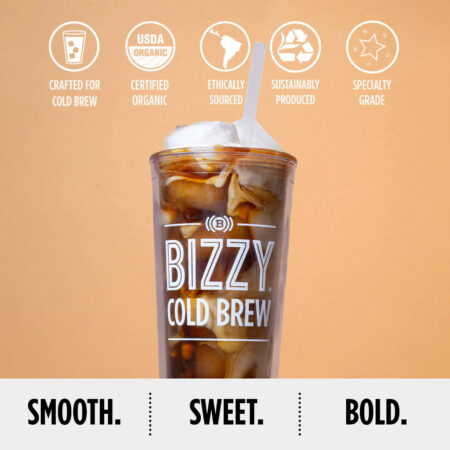 USDA
ORGANIC
CRAFTED FOR
COLD BREW
CERTIFIED
ORGANIC
ETHICALLY
SOURCED
SUSTAINABLY
PRODUCED
SPECIALTY
GRADE
B
BIZZY
COLD BREW
SMOOTH. SWEET. BOLD.